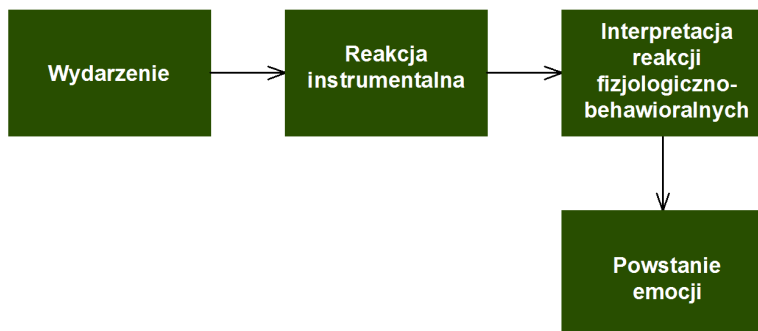 Wydarzenie
Reakcja
instrumentalna
Interpretacja
reakcji
fizjologiczno-
behawioralnych
Powstanie
emocji